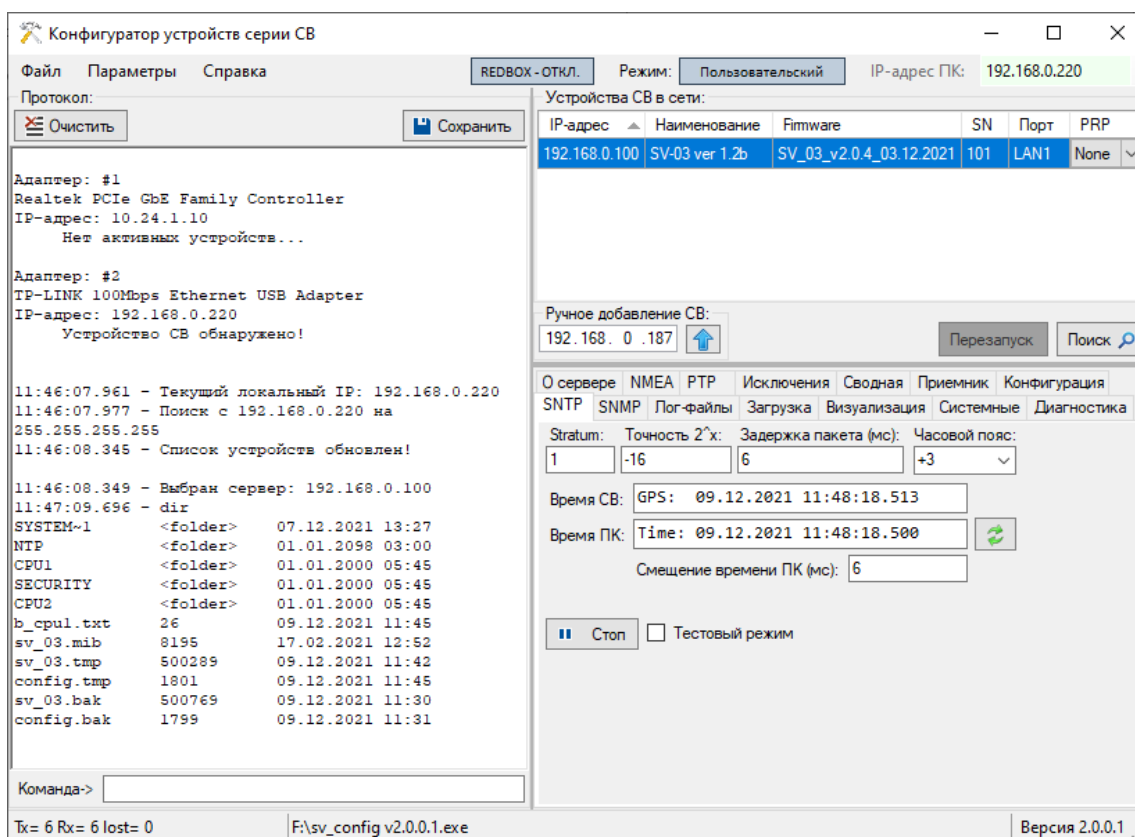 Конфигуратор устройств серии СВ
Файл Параметры Справка REDBOX - ОТКЛ. Режим: Пользовательский IP-адрес ПК: 192.168.0.220
Протокол:
Очистить Сохранить
Адаптер: #1
Realtek PCIe GbE Family Controller
IP-адрес: 10.24.1.10
Нет активных устройств...
Адаптер: #2
TP-LINK 100Mbps Ethernet USB Adapter
IP-адрес: 192.168.0.220
Устройство СВ обнаружено!
11:46:07.961 - Текущий локальный IP: 192.168.0.220
11:46:07.977 - Поиск с 192.168.0.220 на
255.255.255.255
11:46:08.345 - Список устройств обновлен!
11:46:08.349 - Выбран сервер: 192.168.0.100
11:47:09.696 - dir
SYSTEM~1 <folder> 07.12.2021 13:27
NTP <folder> 01.01.2098 03:00
CPU1 <folder> 01.01.2000 05:45
SECURITY <folder> 01.01.2000 05:45
CPU2 <folder> 01.01.2000 05:45
b_cpu1.txt 26 09.12.2021 11:45
sv_03.mib 8195 17.02.2021 12:52
sv_03.tmp 500289 09.12.2021 11:42
config.tmp 1801 09.12.2021 11:45
sv_03.bak 500769 09.12.2021 11:30
config.bak 1799 09.12.2021 11:31
Команда->
Устройства СВ в сети:
IP-адрес Наименование Firmware SN Порт PRP
192.168.0.100 SV-03 ver 1.2b SV_03_v2.0.4_03.12.2021 101 LAN1 None
Ручное добавление СВ:
192.168. 0 .187 Перезапуск Поиск
О сервере NMEA PTP Исключения Сводная Приемник Конфигурация
SNTP SNMP Лог-файлы Загрузка Визуализация Системные Диагностика
Stratum: Точность 2^x: Задержка пакета (мс): Часовой пояс:
1 -16 6 +3
Время СВ: GPS: 09.12.2021 11:48:18.513
Время ПК: Time: 09.12.2021 11:48:18.500
Смещение времени ПК (мс): 6
Стоп Тестовый режим
Tx= 6 Rx= 6 lost= 0 F:\sv_config v2.0.0.1.exe Версия 2.0.0.1